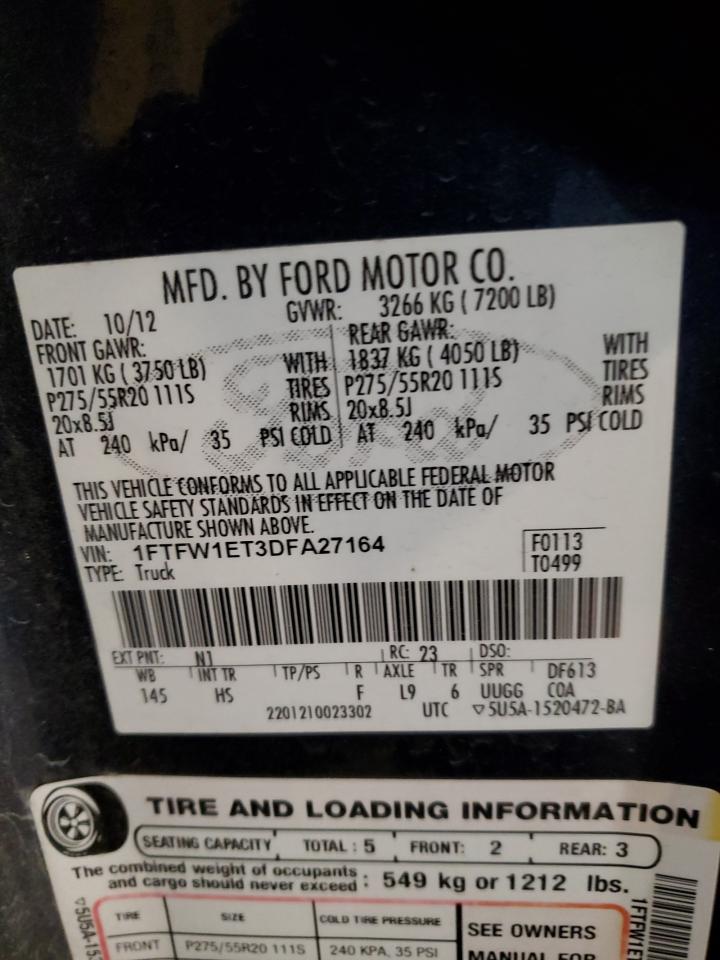 MFD. BY FORD MOTOR CO.
DATE: 10/12 GVWR: 3266 KG ( 7200 LB)
FRONT GAWR: REAR GAWR:
1701 KG ( 3750 LB) WITH 1837 KG ( 4050 LB) WITH
P275/55R20 111S TIRES P275/55R20 111S TIRES
20x8.5J RIMS 20x8.5J RIMS
AT 240 kPa/ 35 PSI COLD AT 240 kPa/ 35 PSI COLD
THIS VEHICLE CONFORMS TO ALL APPLICABLE FEDERAL MOTOR
VEHICLE SAFETY STANDARDS IN EFFECT ON THE DATE OF
MANUFACTURE SHOWN ABOVE.
VIN: 1FTFW1ET3DFA27164 F0113
TYPE: Truck T0499
EXT PNT: N1 RC: 23 DSO:
WB INT TR TP/PS R AXLE TR SPR DF613
145 HS F L9 6 UUGG COA
2201210023302 UTC ▽5U5A-1520472-BA
TIRE AND LOADING INFORMATION
SEATING CAPACITY TOTAL : 5 FRONT: 2 REAR: 3
The combined weight of occupants
and cargo should never exceed : 549 kg or 1212 lbs.
TIRE SIZE COLD TIRE PRESSURE SEE OWNERS
FRONT P275/55R20 111S 240 KPA, 35 PSI MANUAL FOR
▽5U5A-153
1FTFW1ET